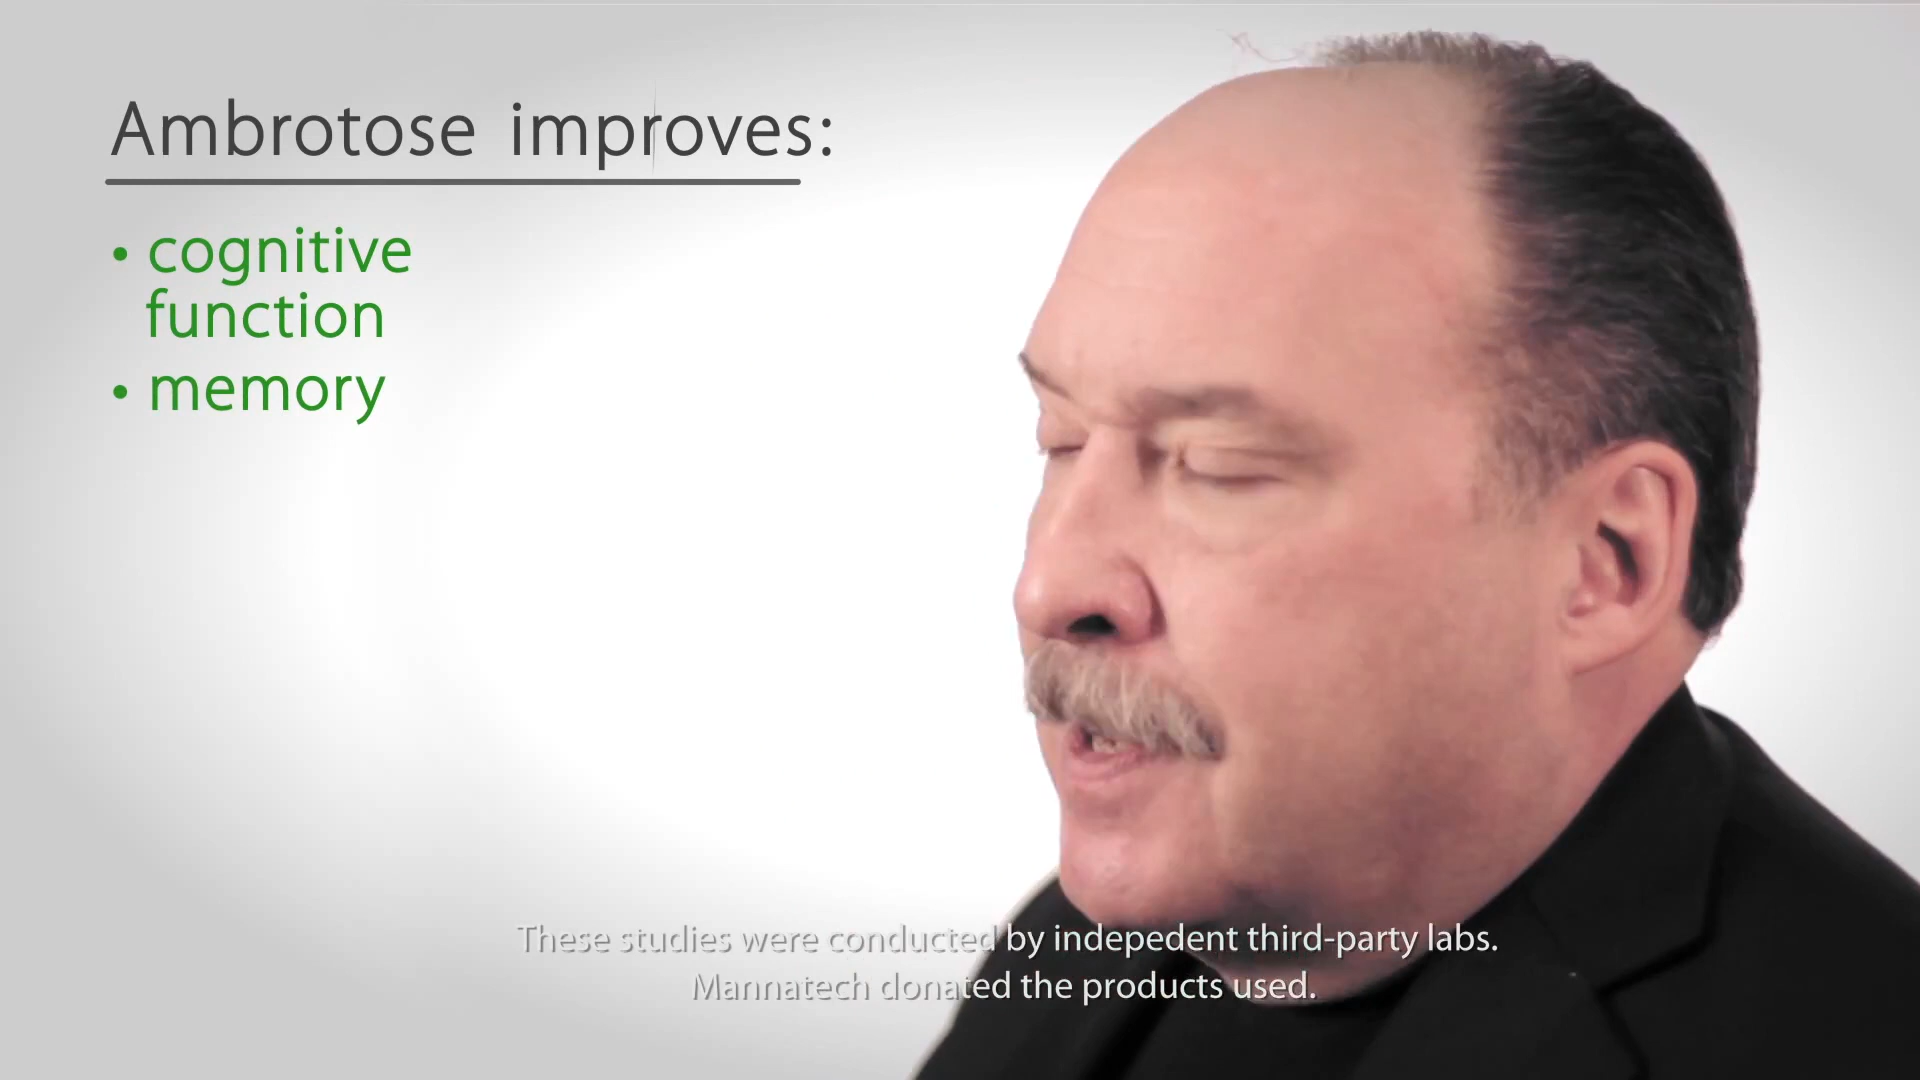 Ambrotose improves:
• cognitive
function
• memory
These studies were conducted by indepedent third-party labs.
Mannatech donated the products used.